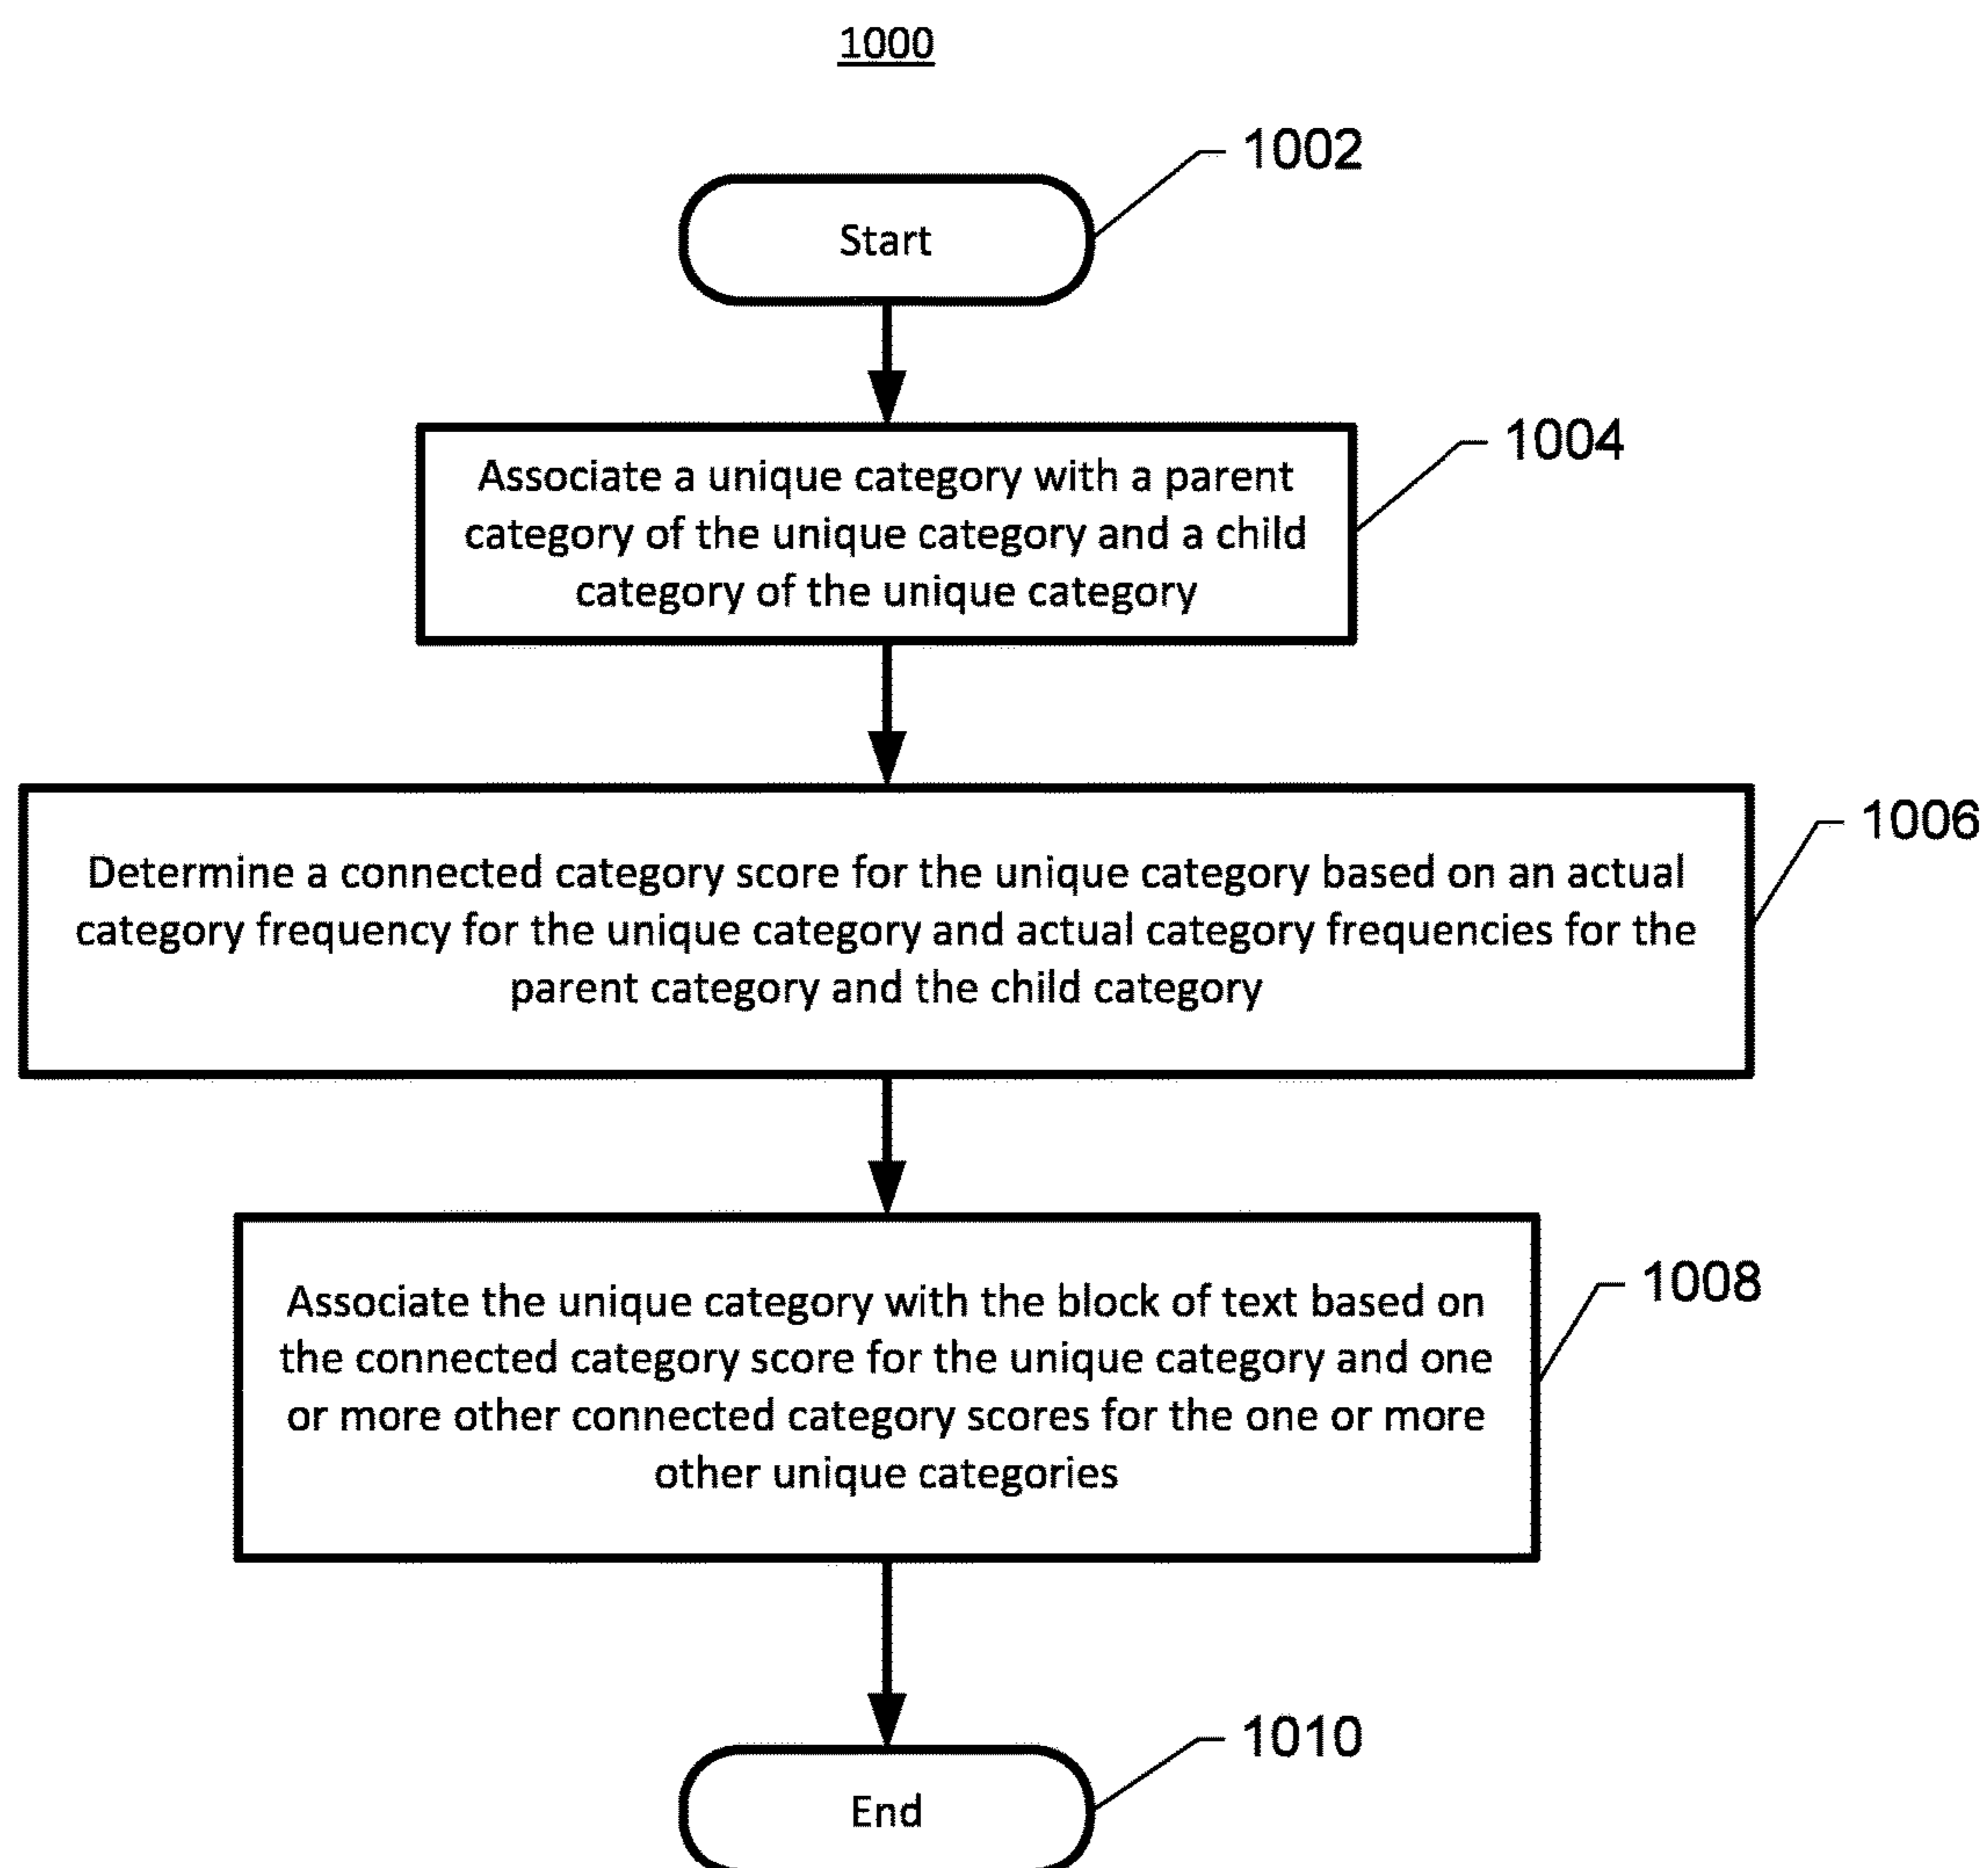 1000
1002
Start
1004
Associate a unique category with a parent
category of the unique category and a child
category of the unique category
1006
Determine a connected category score for the unique category based on an actual
category frequency for the unique category and actual category frequencies for the
parent category and the child category
1008
Associate the unique category with the block of text based on
the connected category score for the unique category and one
or more other connected category scores for the one or more
other unique categories
1010
End